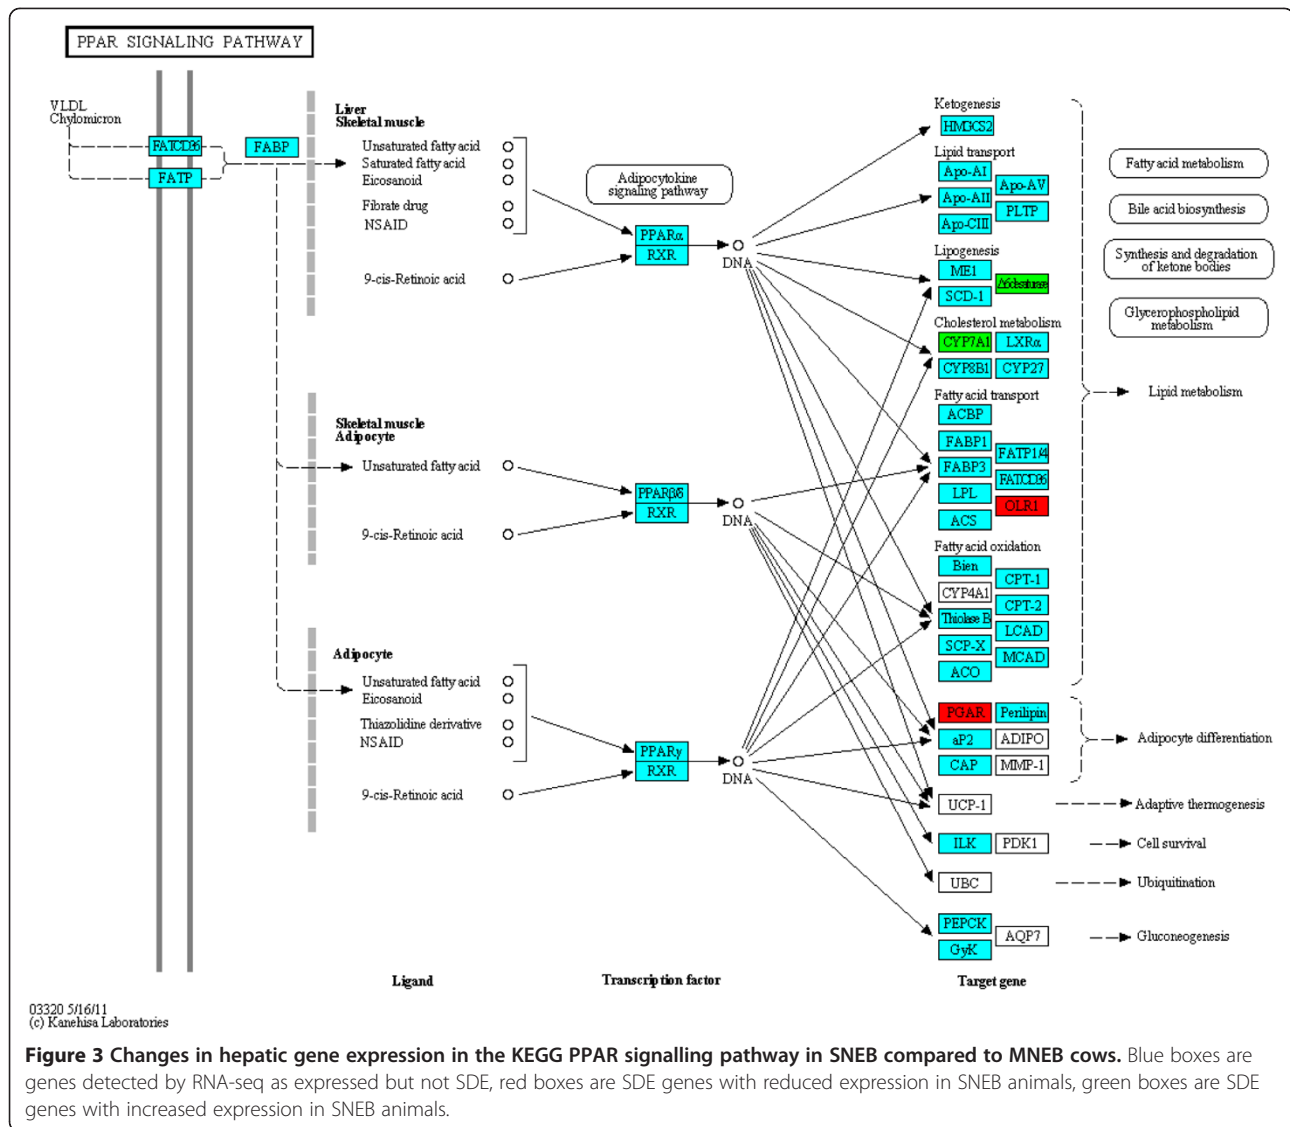 PPAR SIGNALING PATHWAY
VLDL
Chylomicron
FATCD36
FATP
FABP
Liver
Skeletal muscle
Unsaturated fatty acid
Saturated fatty acid
Eicosanoid
Fibrate drug
NSAID
9-cis-Retinoic acid
Adipocytokine
signaling pathway
PPARα
RXR
DNA
Skeletal muscle
Adipocyte
Unsaturated fatty acid
9-cis-Retinoic acid
PPARβ/δ
RXR
DNA
Adipocyte
Unsaturated fatty acid
Eicosanoid
Thiazolidine derivative
NSAID
9-cis-Retinoic acid
PPARγ
RXR
DNA
Ketogenesis
HMGCS2
Lipid transport
Apo-AI
Apo-AII
Apo-CIII
Apo-AV
PLTP
Lipogenesis
ME1
SCD-1
Δ6desaturase
Cholesterol metabolism
CYP7A1
LXRα
CYP8B1
CYP27
Fatty acid transport
ACBP
FABP1
FABP3
LPL
ACS
FATP1/4
FATCD36
OLR1
Fatty acid oxidation
Bien
CYP4A1
Thiolase B
SCP-X
ACO
CPT-1
CPT-2
LCAD
MCAD
PGAR
Perilipin
aP2
ADIPO
CAP
MMP-1
UCP-1
ILK
PDK1
UBC
PEPCK
GyK
AQP7
Fatty acid metabolism
Bile acid biosynthesis
Synthesis and degradation
of ketone bodies
Glycerophospholipid
metabolism
Lipid metabolism
Adipocyte differentiation
Adaptive thermogenesis
Cell survival
Ubiquitination
Gluconeogenesis
Ligand
Transcription factor
Target gene
03320 5/16/11
(c) Kanehisa Laboratories
Figure 3 Changes in hepatic gene expression in the KEGG PPAR signalling pathway in SNEB compared to MNEB cows. Blue boxes are
genes detected by RNA-seq as expressed but not SDE, red boxes are SDE genes with reduced expression in SNEB animals, green boxes are SDE
genes with increased expression in SNEB animals.